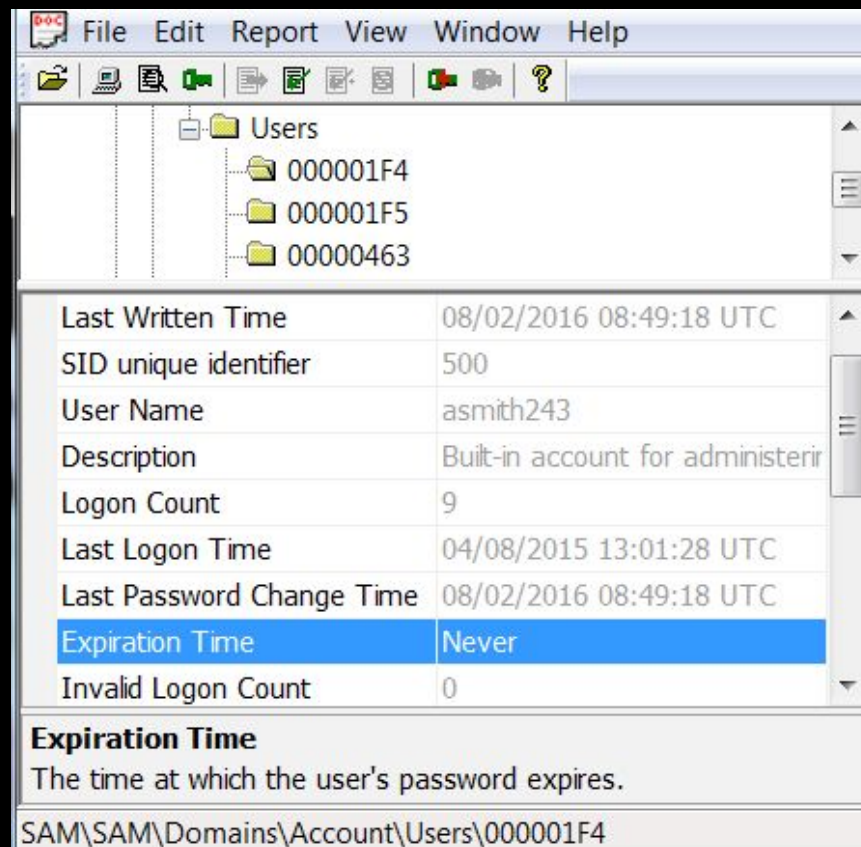 File Edit Report View Window Help
Users
000001F4
000001F5
00000463
Last Written Time 08/02/2016 08:49:18 UTC
SID unique identifier 500
User Name asmith243
Description Built-in account for administerin
Logon Count 9
Last Logon Time 04/08/2015 13:01:28 UTC
Last Password Change Time 08/02/2016 08:49:18 UTC
Expiration Time Never
Invalid Logon Count 0
Expiration Time
The time at which the user's password expires.
SAM\SAM\Domains\Account\Users\000001F4